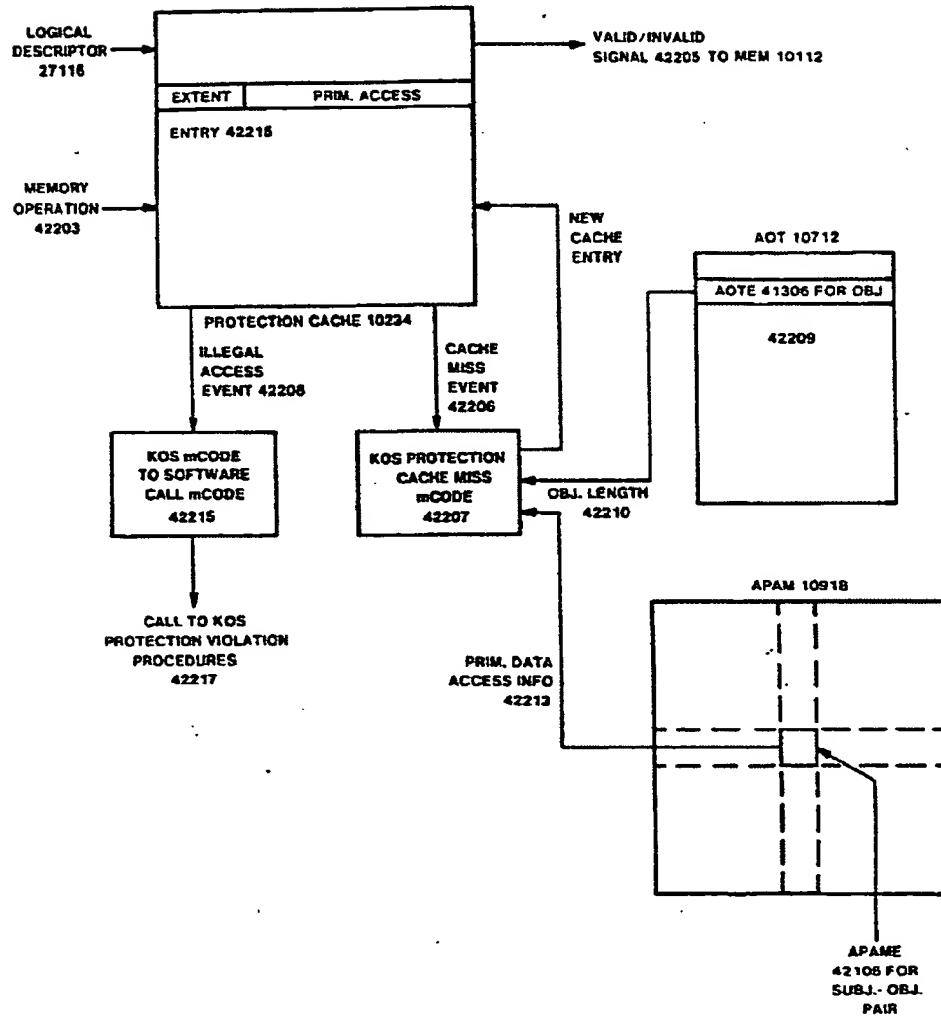 LOGICAL
DESCRIPTOR
27116
VALID/INVALID
SIGNAL 42205 TO MEM 10112
EXTENT
PRIM. ACCESS
ENTRY 42215
MEMORY
OPERATION
42203
NEW
CACHE
ENTRY
AOT 10712
AOTE 41306 FOR OBJ
42209
PROTECTION CACHE 10234
ILLEGAL
ACCESS
EVENT 42208
CACHE
MISS
EVENT
42206
KOS mCODE
TO SOFTWARE
CALL mCODE
42215
KOS PROTECTION
CACHE MISS
mCODE
42207
OBJ. LENGTH
42210
CALL TO KOS
PROTECTION VIOLATION
PROCEDURES
42217
APAM 10918
PRIM. DATA
ACCESS INFO
42213
APAME
42106 FOR
SUBJ.- OBJ.
PAIR